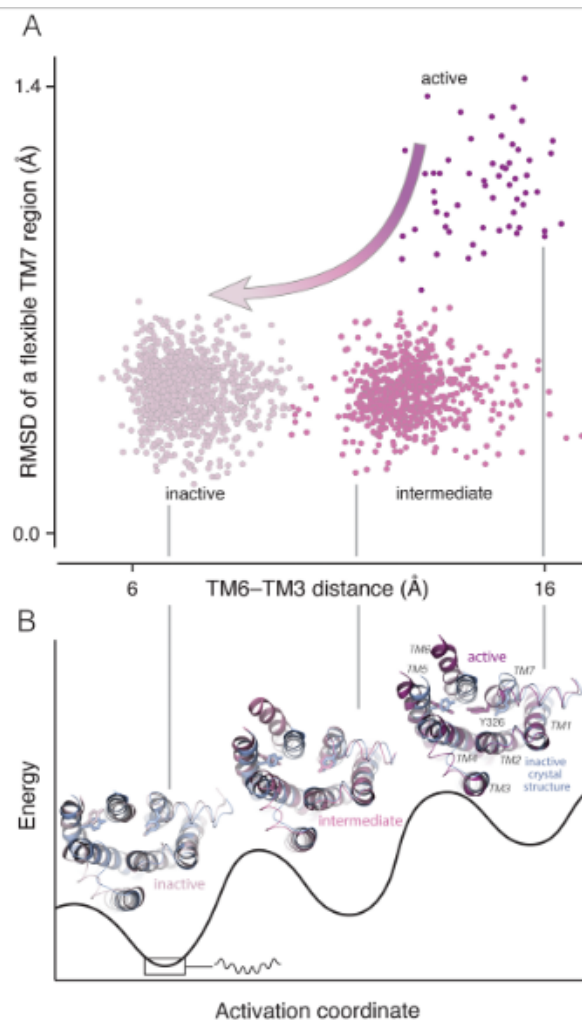 A
1.4
active
RMSD of a flexible TM7 region (Å)
inactive
intermediate
0.0
6
TM6–TM3 distance (Å)
16
B
TM6
active
TM5
TM7
Y326
TM1
TM4
TM2
inactive
crystal
structure
TM3
Energy
intermediate
inactive
Activation coordinate